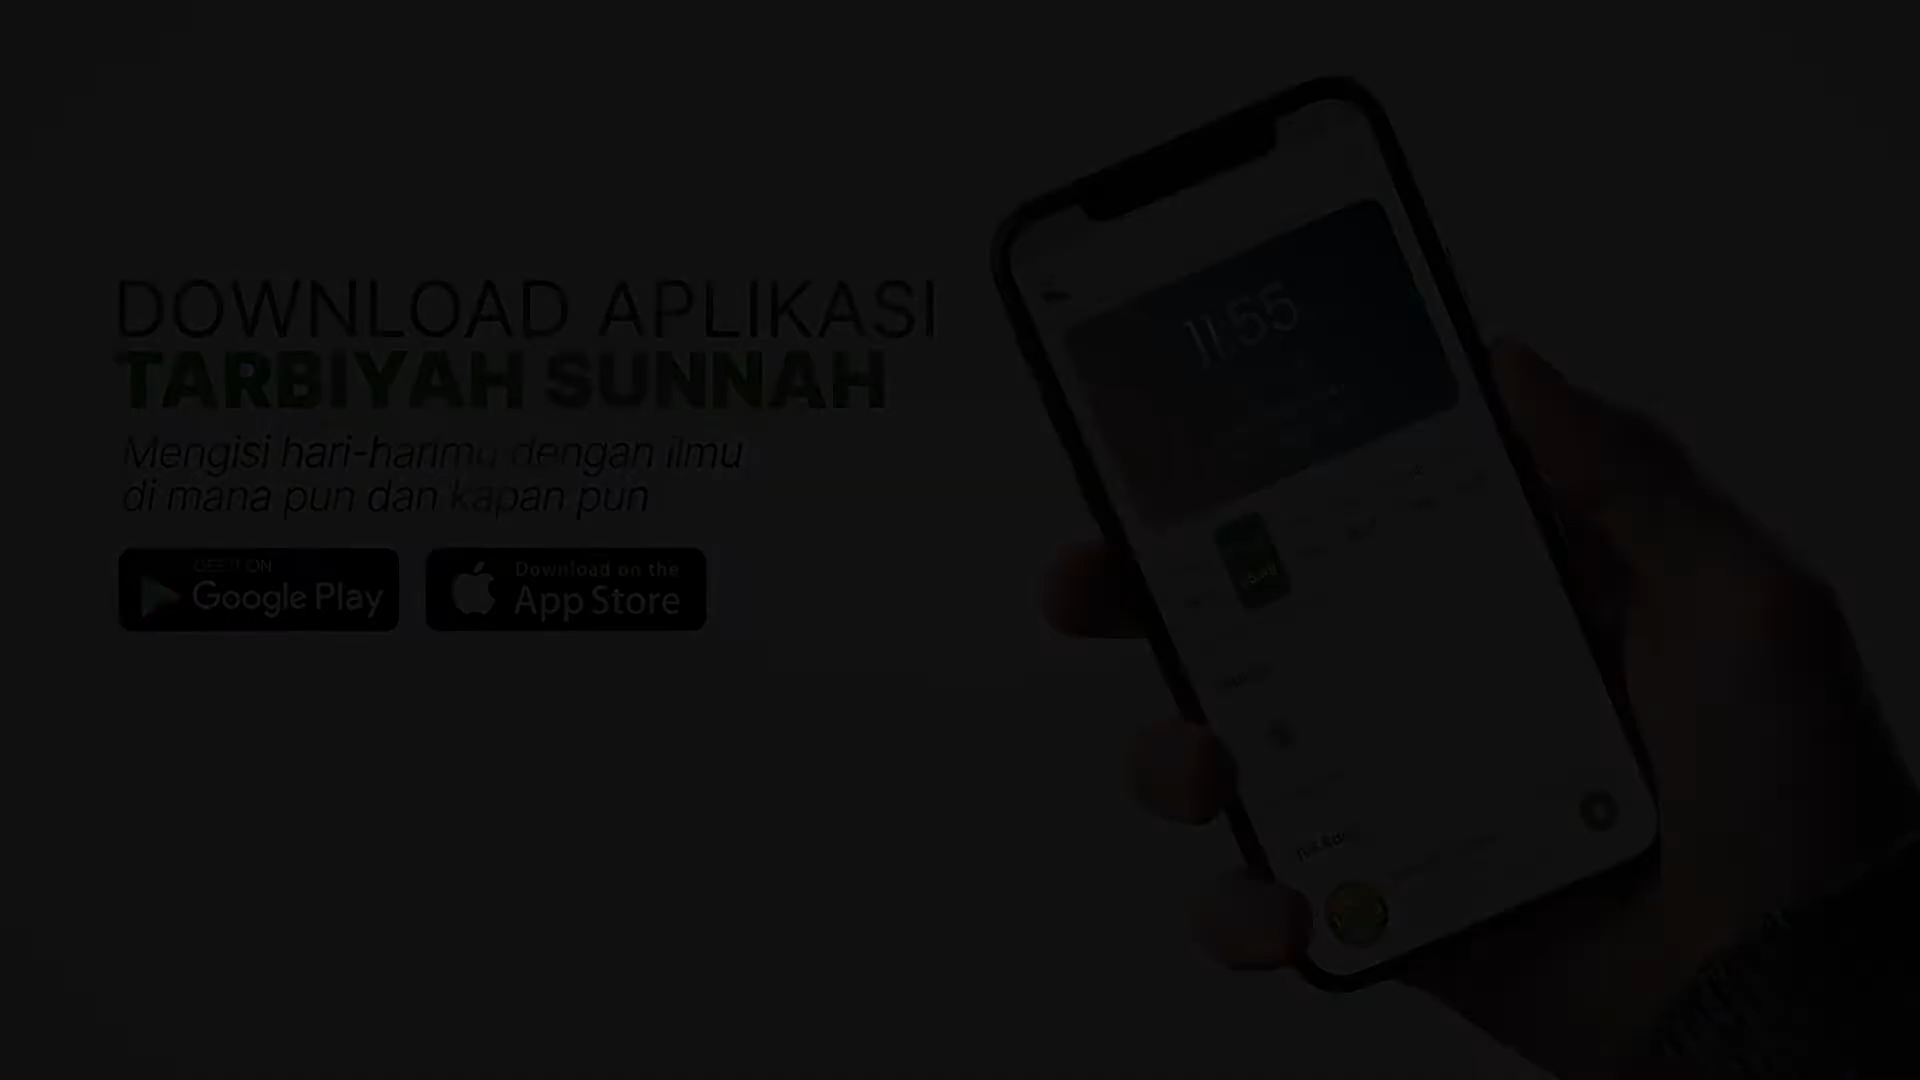 DOWNLOAD APLIKASI
TARBIYAH SUNNAH
Mengisi hari-harimu dengan ilmu
di mana pun dan kapan pun
GET IT ON
Google Play
Download on the
App Store
11:55